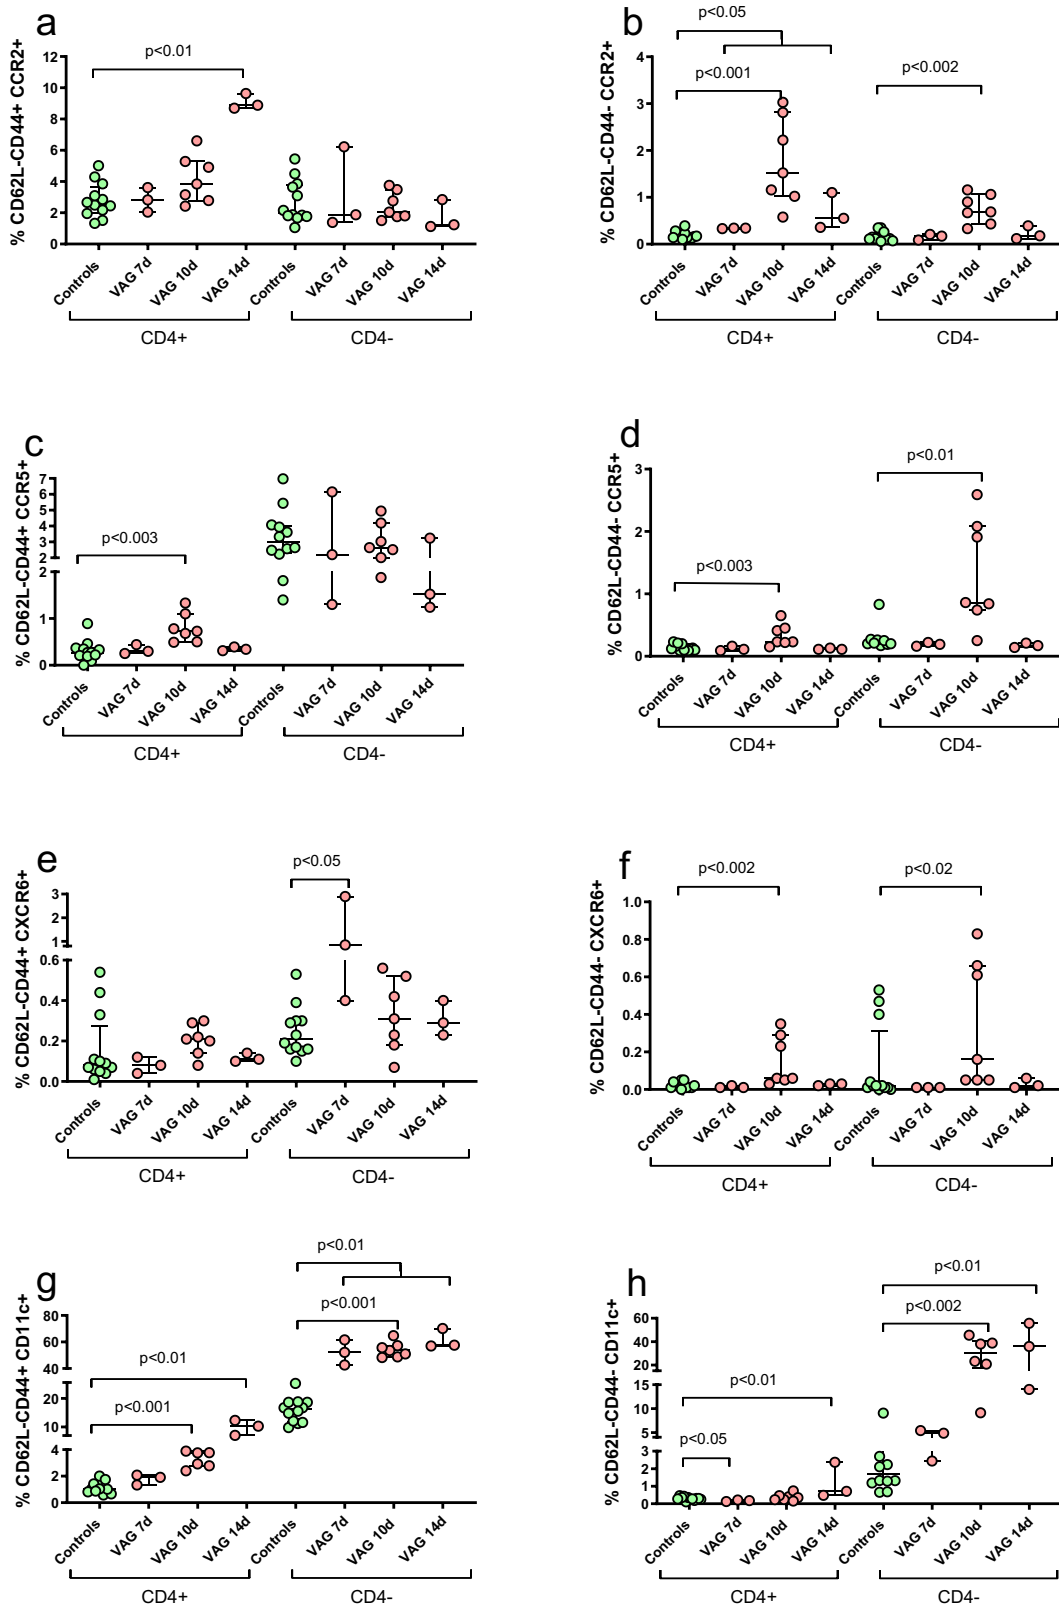 a
% CD62L-CD44+ CCR2+
12
10
8
6
4
2
0
p<0.01
Controls
VAG 7d
VAG 10d
VAG 14d
Controls
VAG 7d
VAG 10d
VAG 14d
CD4+
CD4-
b
% CD62L-CD44- CCR2+
4
3
2
1
0
p<0.05
p<0.001
p<0.002
Controls
VAG 7d
VAG 10d
VAG 14d
Controls
VAG 7d
VAG 10d
VAG 14d
CD4+
CD4-
c
% CD62L-CD44+ CCR5+
7
6
5
4
3
2
2
1
0
p<0.003
Controls
VAG 7d
VAG 10d
VAG 14d
Controls
VAG 7d
VAG 10d
VAG 14d
CD4+
CD4-
d
% CD62L-CD44- CCR5+
3
2
1
0
p<0.003
p<0.01
Controls
VAG 7d
VAG 10d
VAG 14d
Controls
VAG 7d
VAG 10d
VAG 14d
CD4+
CD4-
e
% CD62L-CD44+ CXCR6+
3
2
1
0.6
0.4
0.2
0.0
p<0.05
Controls
VAG 7d
VAG 10d
VAG 14d
Controls
VAG 7d
VAG 10d
VAG 14d
CD4+
CD4-
f
% CD62L-CD44- CXCR6+
1.0
0.8
0.6
0.4
0.2
0.0
p<0.002
p<0.02
Controls
VAG 7d
VAG 10d
VAG 14d
Controls
VAG 7d
VAG 10d
VAG 14d
CD4+
CD4-
g
% CD62L-CD44+ CD11c+
80
60
40
20
10
4
2
0
p<0.01
p<0.001
p<0.01
p<0.001
Controls
VAG 7d
VAG 10d
VAG 14d
Controls
VAG 7d
VAG 10d
VAG 14d
CD4+
CD4-
h
% CD62L-CD44- CD11c+
60
40
20
15
10
5
3
2
1
0
p<0.01
p<0.002
p<0.01
p<0.05
Controls
VAG 7d
VAG 10d
VAG 14d
Controls
VAG 7d
VAG 10d
VAG 14d
CD4+
CD4-